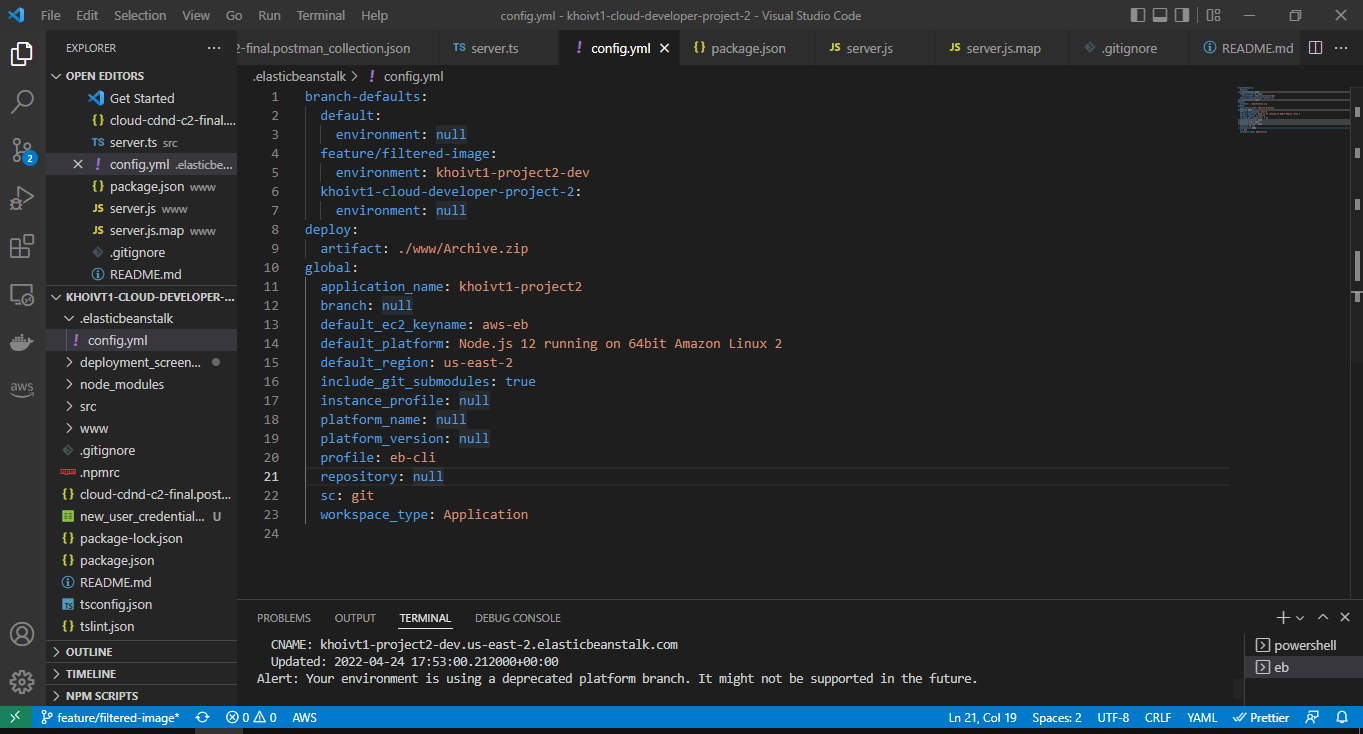 File Edit Selection View Go Run Terminal Help config.yml - khoivt1-cloud-developer-project-2 - Visual Studio Code
EXPLORER ···
2-final.postman_collection.json TS server.ts ! config.yml {} package.json JS server.js JS server.js.map .gitignore README.md ···
.elasticbeanstalk > ! config.yml
OPEN EDITORS
Get Started
{} cloud-cdnd-c2-final....
TS server.ts src
! config.yml .elasticbe...
{} package.json www
JS server.js www
JS server.js.map www
.gitignore
README.md
KHOIVT1-CLOUD-DEVELOPER-...
.elasticbeanstalk
! config.yml
deployment_screen...
node_modules
src
www
.gitignore
.npmrc
{} cloud-cdnd-c2-final.post...
new_user_credential... U
{} package-lock.json
{} package.json
README.md
TS tsconfig.json
{} tslint.json
OUTLINE
TIMELINE
NPM SCRIPTS
2
aws
1 branch-defaults:
2 default:
3 environment: null
4 feature/filtered-image:
5 environment: khoivt1-project2-dev
6 khoivt1-cloud-developer-project-2:
7 environment: null
8 deploy:
9 artifact: ./www/Archive.zip
10 global:
11 application_name: khoivt1-project2
12 branch: null
13 default_ec2_keyname: aws-eb
14 default_platform: Node.js 12 running on 64bit Amazon Linux 2
15 default_region: us-east-2
16 include_git_submodules: true
17 instance_profile: null
18 platform_name: null
19 platform_version: null
20 profile: eb-cli
21 repository: null
22 sc: git
23 workspace_type: Application
24
PROBLEMS OUTPUT TERMINAL DEBUG CONSOLE
CNAME: khoivt1-project2-dev.us-east-2.elasticbeanstalk.com
Updated: 2022-04-24 17:53:00.212000+00:00
Alert: Your environment is using a deprecated platform branch. It might not be supported in the future.
powershell
eb
feature/filtered-image* 0 0 AWS Ln 21, Col 19 Spaces: 2 UTF-8 CRLF YAML Prettier